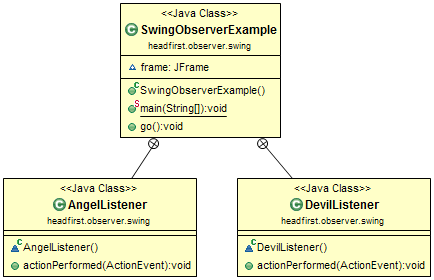 <<Java Class>>
SwingObserverExample
headfirst.observer.swing
frame: JFrame
SwingObserverExample()
main(String[]):void
go():void
<<Java Class>>
AngelListener
headfirst.observer.swing
AngelListener()
actionPerformed(ActionEvent):void
<<Java Class>>
DevilListener
headfirst.observer.swing
DevilListener()
actionPerformed(ActionEvent):void